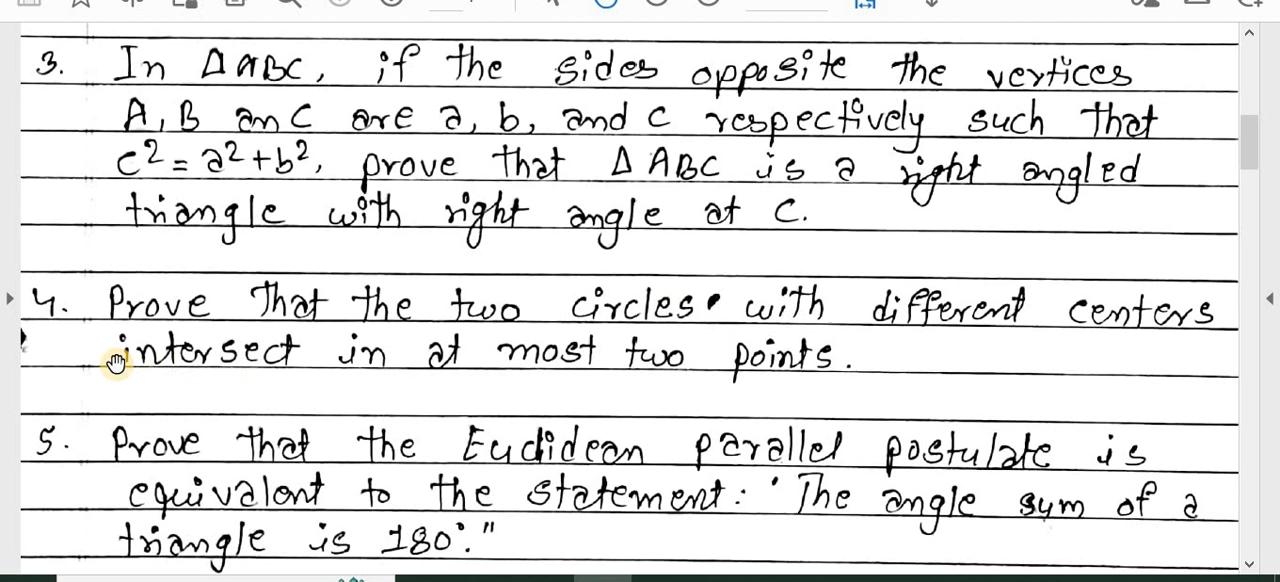 3. In ΔABC, if the sides opposite the vertices
A, B an C are a, b, and c respectively such that
c² = a² + b², prove that Δ ABC is a right angled
triangle with right angle at C.
4. Prove that the two circles with different centers
intersect in at most two points.
5. Prove that the Euclidean parallel postulate is
equivalent to the statement: 'The angle sum of a
triangle is 180°."